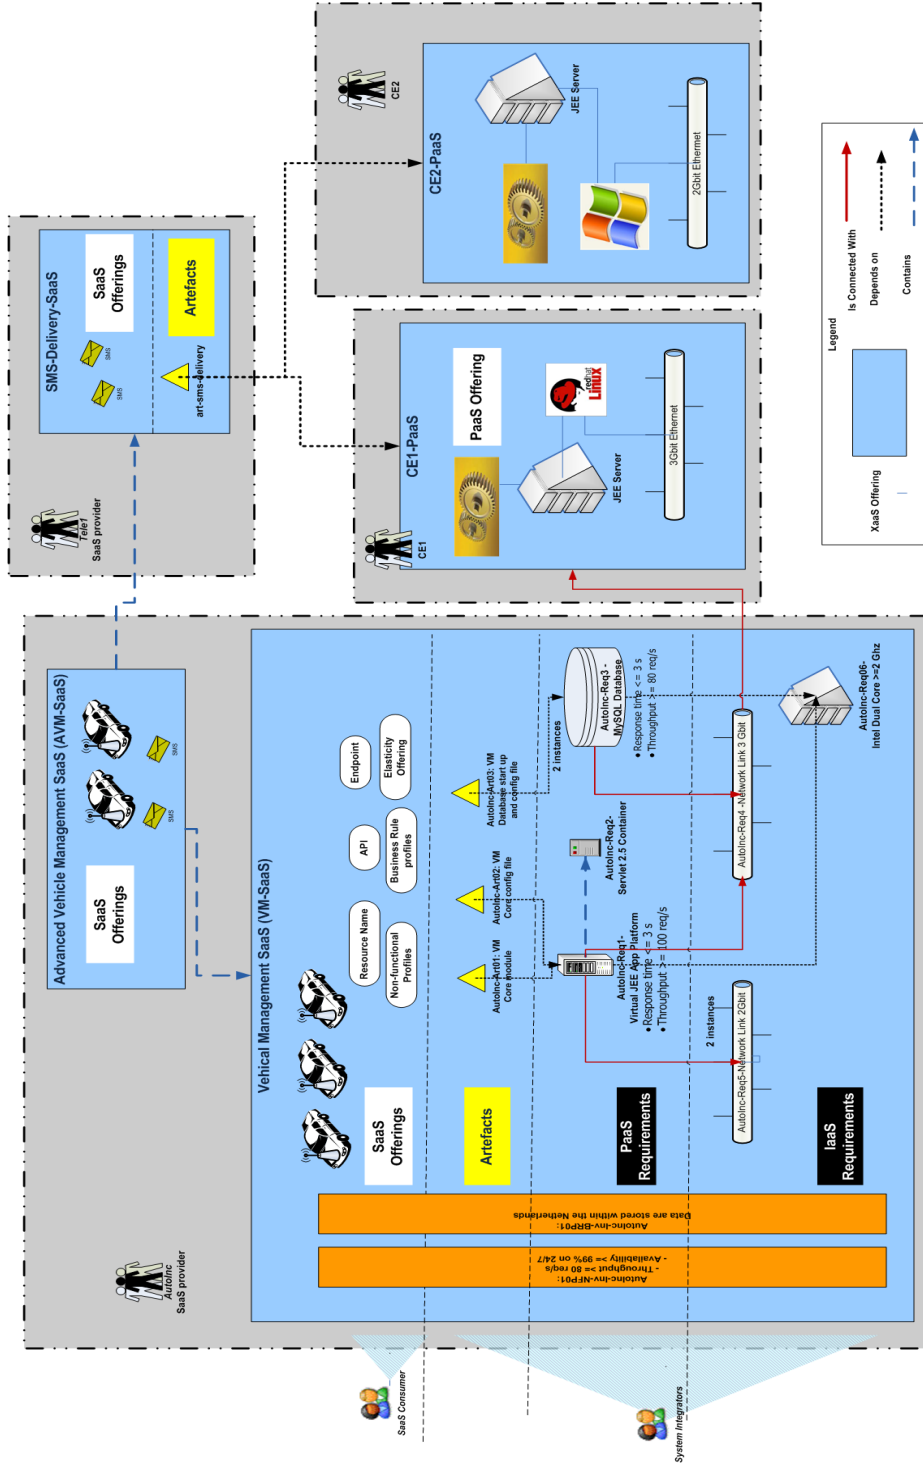 AutoInc
SaaS provider
Advanced Vehicle Management SaaS (AVM-SaaS)
SaaS
Offerings
SMS
SMS
Tele1
SaaS provider
SMS-Delivery-SaaS
SMS
SMS
SaaS
Offerings
art-sms-delivery
Artefacts
Vehical Management SaaS (VM-SaaS)
SaaS
Offerings
Resource Name
API
Endpoint
Non-functional
Profiles
Business Rule
profiles
Elasticity
Offering
SaaS Consumer
Artefacts
AutoInc-Art01: VM
Core module
AutoInc-Art02: VM
Core config file
AutoInc-Art03: VM
Database start up
and config file
2 instances
PaaS
Requirements
AutoInc-Req1-
Virtual JEE App Platform
• Response time <= 3 s
• Throughput >= 100 req/s
AutoInc-Req2-
Servlet 2.5 Container
AutoInc-Req3 -
MySQL Database
• Response time <= 3 s
• Throughput >= 80 req/s
System Integrators
2 instances
AutoInc-Req5-Network Link 2Gbit
AutoInc-Req4 -Network Link 3 Gbit
IaaS
Requirements
AutoInc-Req06-
Intel Dual Core >=2 Ghz
AutoInc-Inv-NFP01:
- Throughput >= 80 req/s
- Availability >= 99% on 24/7
AutoInc-Inv-BRP01:
Data are stored within the Netherlands
CE1
CE1-PaaS
PaaS Offering
JEE Server
redhat
Linux
3Gbit Ethernet
CE2
CE2-PaaS
JEE Server
2Gbit Ethermet
Legend
XaaS Offering
Is Connected With
Depends on
Contains